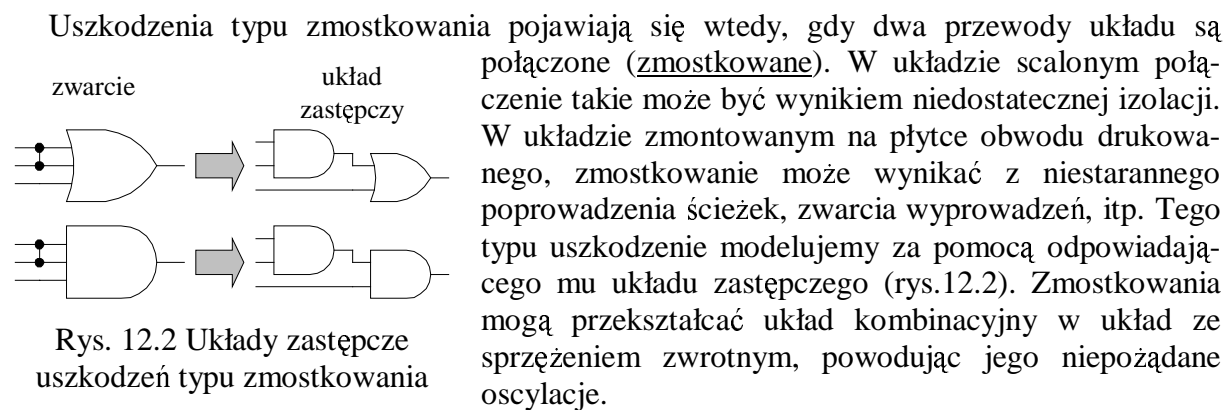 Uszkodzenia typu zmostkowania pojawiają się wtedy, gdy dwa przewody układu są
połączone (zmostkowane). W układzie scalonym połą-
czenie takie może być wynikiem niedostatecznej izolacji.
W układzie zmontowanym na płytce obwodu drukowa-
nego, zmostkowanie może wynikać z niestarannego
poprowadzenia ścieżek, zwarcia wyprowadzeń, itp. Tego
typu uszkodzenie modelujemy za pomocą odpowiadają-
cego mu układu zastępczego (rys.12.2). Zmostkowania
mogą przekształcać układ kombinacyjny w układ ze
sprzężeniem zwrotnym, powodując jego niepożądane
oscylacje.
zwarcie
układ
zastępczy
Rys. 12.2 Układy zastępcze
uszkodzeń typu zmostkowania